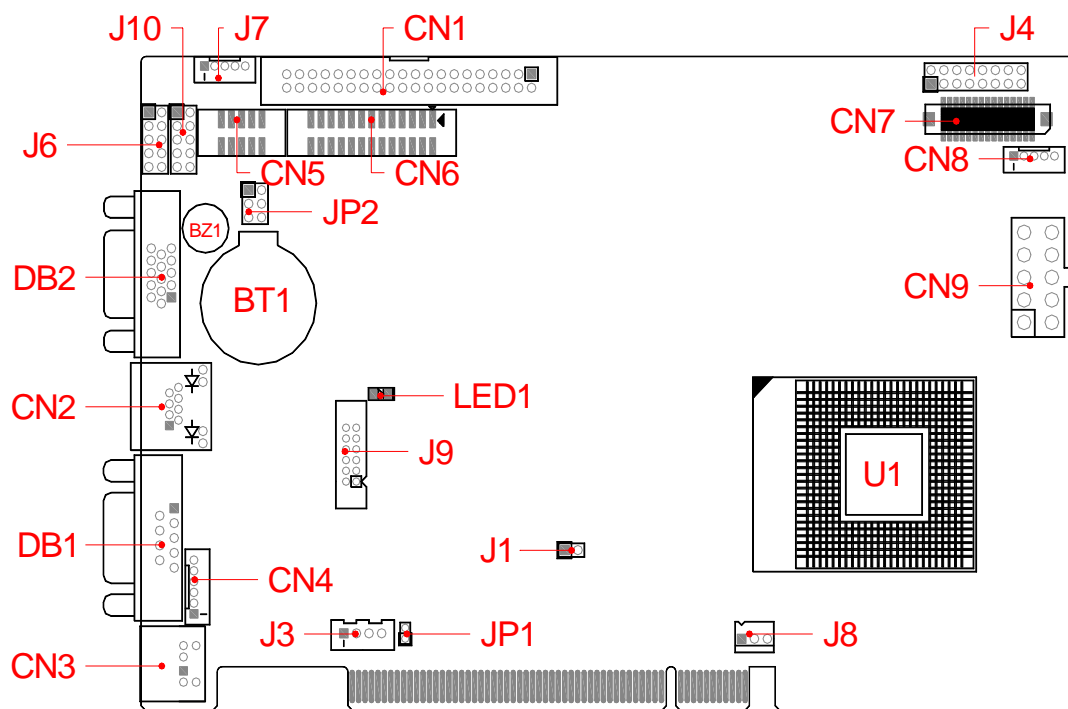 J10 J7 CN1 J4
CN7
J6
CN5 CN6 CN8
JP2
BZ1
DB2
BT1
CN9
CN2
LED1
J9
U1
DB1
J1
CN4
J3 JP1 J8
CN3